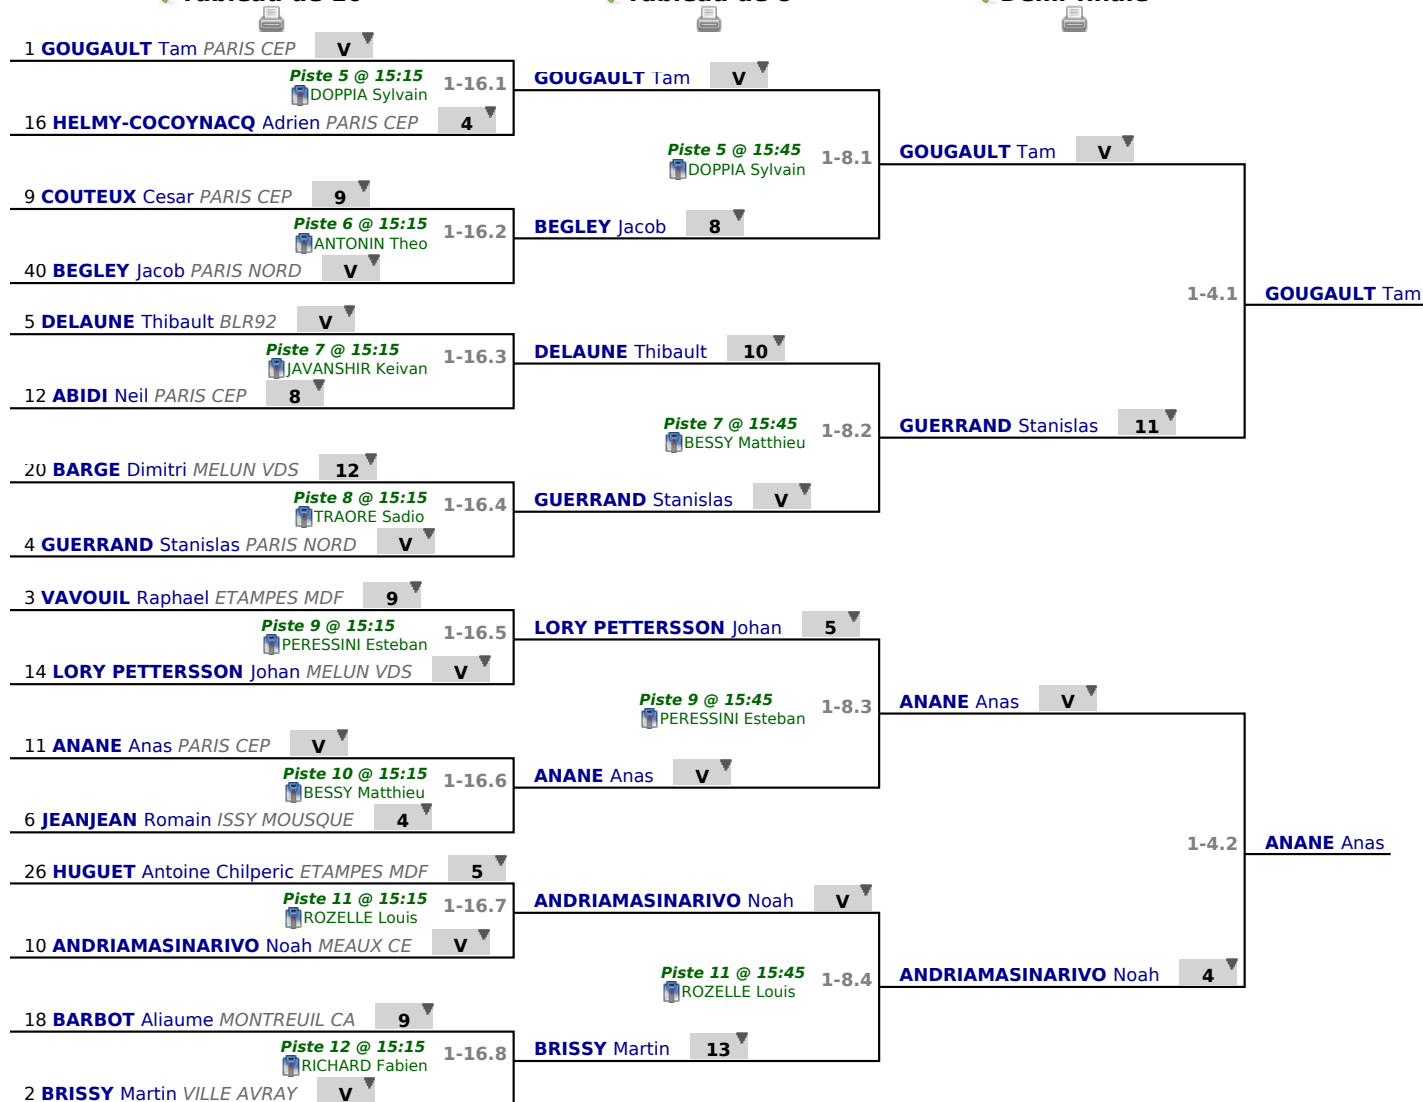 1 GOUGAULT Tam PARIS CEP V
Piste 5 @ 15:15
DOPPIA Sylvain
1-16.1
16 HELMY-COCOYNACQ Adrien PARIS CEP 4
9 COUTEUX Cesar PARIS CEP 9
Piste 6 @ 15:15
ANTONIN Theo
1-16.2
40 BEGLEY Jacob PARIS NORD V
5 DELAUNE Thibault BLR92 V
Piste 7 @ 15:15
JAVANSHIR Keivan
1-16.3
12 ABIDI Neil PARIS CEP 8
20 BARGE Dimitri MELUN VDS 12
Piste 8 @ 15:15
TRAORE Sadio
1-16.4
4 GUERRAND Stanislas PARIS NORD V
3 VAVOUIL Raphael ETAMPES MDF 9
Piste 9 @ 15:15
PERESSINI Esteban
1-16.5
14 LORY PETTERSSON Johan MELUN VDS V
11 ANANE Anas PARIS CEP V
Piste 10 @ 15:15
BESSY Matthieu
1-16.6
6 JEANJEAN Romain ISSY MOUSQUE 4
26 HUGUET Antoine Chilperic ETAMPES MDF 5
Piste 11 @ 15:15
ROZELLE Louis
1-16.7
10 ANDRIAMASINARIVO Noah MEAUX CE V
18 BARBOT Aliaume MONTREUIL CA 9
Piste 12 @ 15:15
RICHARD Fabien
1-16.8
2 BRISSY Martin VILLE AVRAY V
GOUGAULT Tam V
Piste 5 @ 15:45
DOPPIA Sylvain
1-8.1
BEGLEY Jacob 8
DELAUNE Thibault 10
Piste 7 @ 15:45
BESSY Matthieu
1-8.2
GUERRAND Stanislas V
LORY PETTERSSON Johan 5
Piste 9 @ 15:45
PERESSINI Esteban
1-8.3
ANANE Anas V
ANDRIAMASINARIVO Noah V
Piste 11 @ 15:45
ROZELLE Louis
1-8.4
BRISSY Martin 13
GOUGAULT Tam V
1-4.1
GUERRAND Stanislas 11
ANANE Anas V
1-4.2
ANDRIAMASINARIVO Noah 4
GOUGAULT Tam
ANANE Anas